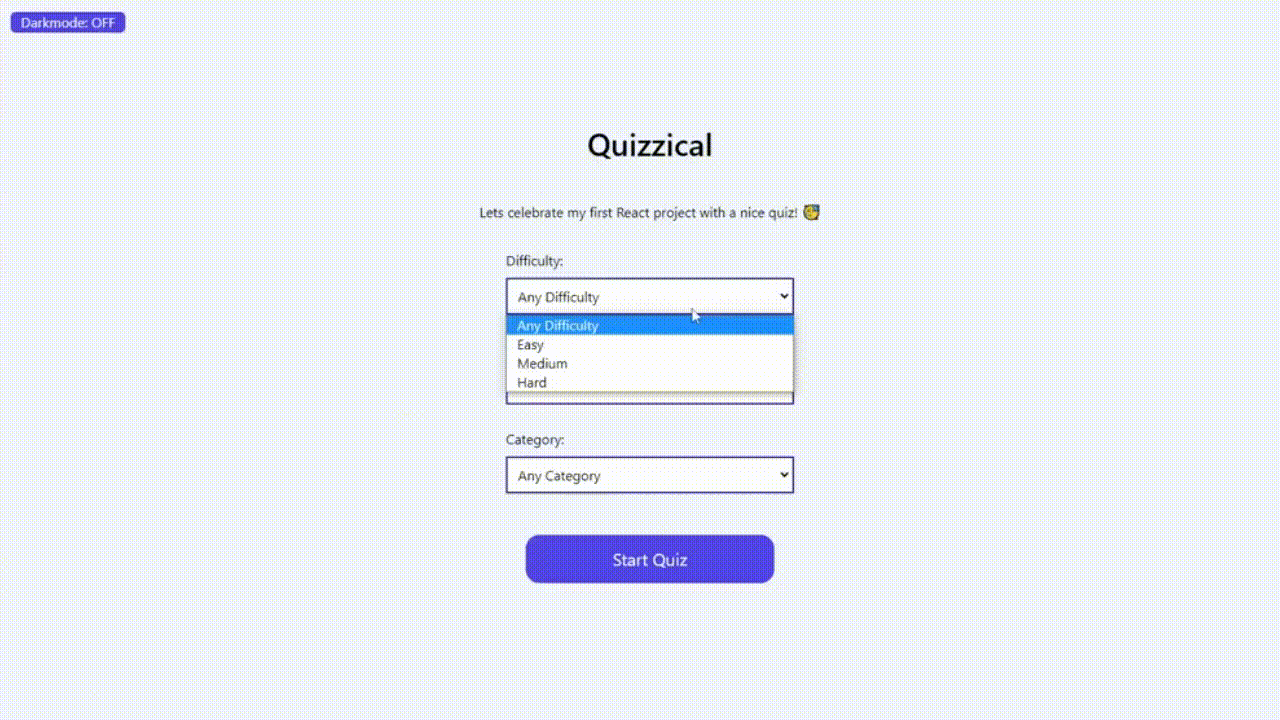 Darkmode: OFF
Quizzical
Lets celebrate my first React project with a nice quiz!
Difficulty:
Any Difficulty
Any Difficulty
Easy
Medium
Hard
Category:
Any Category
Start Quiz